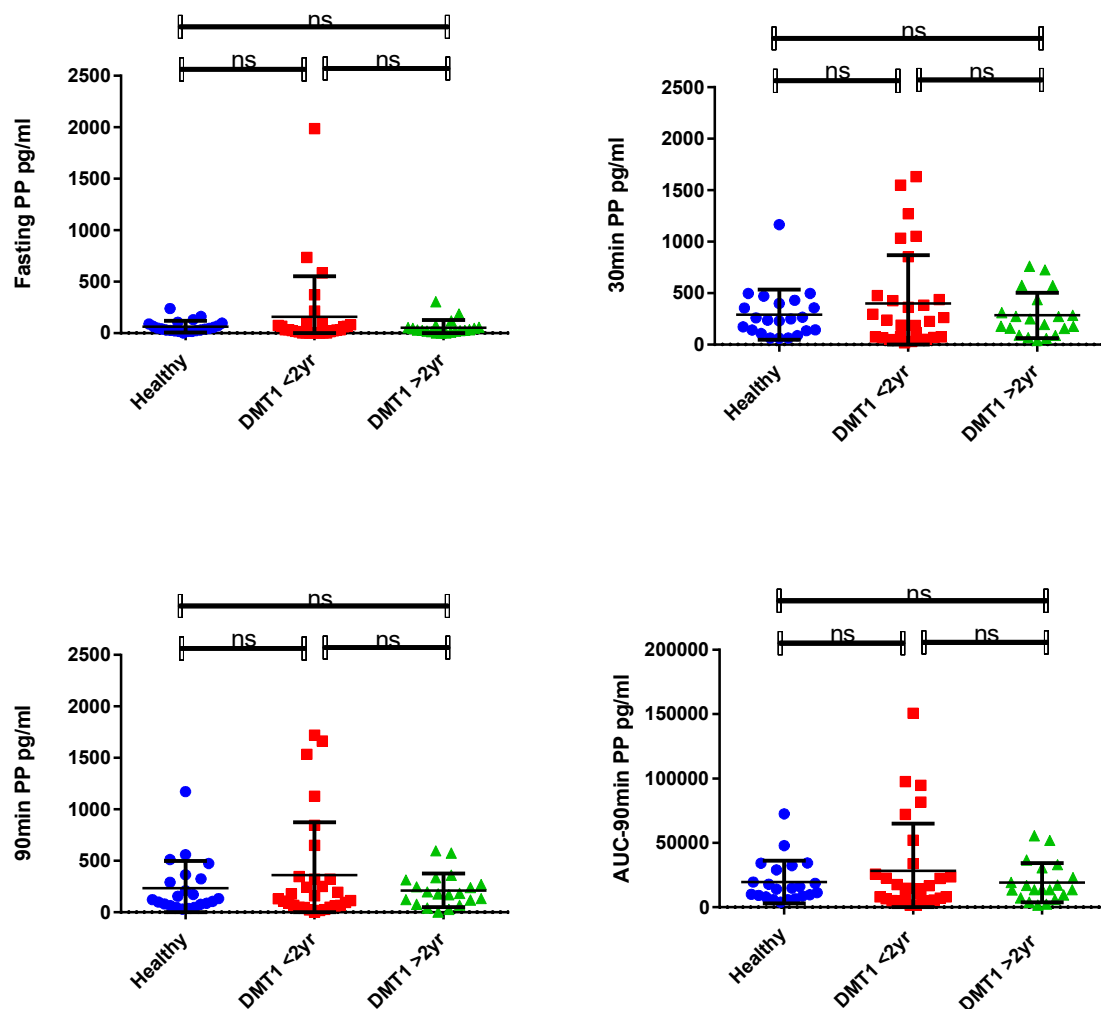 ns
ns ns
Fasting PP pg/ml
2500
2000
1500
1000
500
0
Healthy
DMT1 <2yr
DMT1 >2yr
ns
ns ns
30min PP pg/ml
2500
2000
1500
1000
500
0
Healthy
DMT1 <2yr
DMT1 >2yr
ns
ns ns
90min PP pg/ml
2500
2000
1500
1000
500
0
Healthy
DMT1 <2yr
DMT1 >2yr
ns
ns ns
AUC-90min PP pg/ml
200000
150000
100000
50000
0
Healthy
DMT1 <2yr
DMT1 >2yr